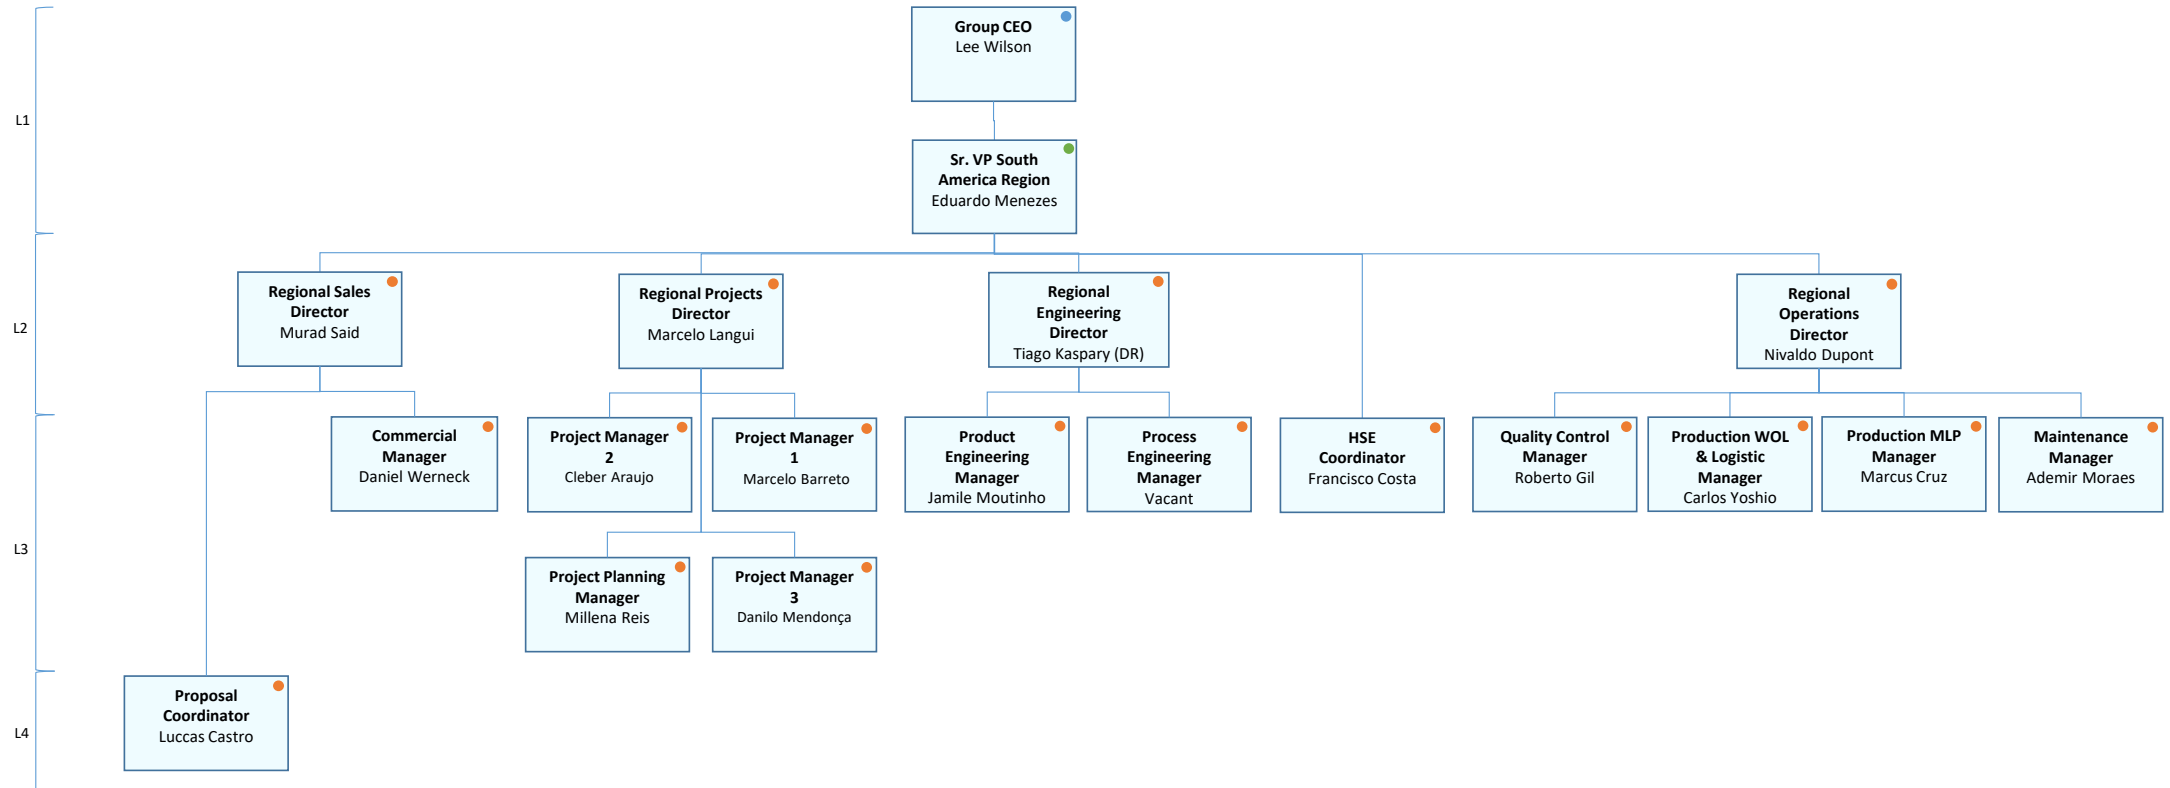 Group CEO
Lee Wilson
L1
Sr. VP South
America Region
Eduardo Menezes
L2
Regional Sales
Director
Murad Said
Regional Projects
Director
Marcelo Langui
Regional
Engineering
Director
Tiago Kaspary (DR)
Regional
Operations
Director
Nivaldo Dupont
Commercial
Manager
Daniel Werneck
Project Manager
2
Cleber Araujo
Project Manager
1
Marcelo Barreto
Product
Engineering
Manager
Jamile Moutinho
Process
Engineering
Manager
Vacant
HSE
Coordinator
Francisco Costa
Quality Control
Manager
Roberto Gil
Production WOL
& Logistic
Manager
Carlos Yoshio
Production MLP
Manager
Marcus Cruz
Maintenance
Manager
Ademir Moraes
L3
Project Planning
Manager
Millena Reis
Project Manager
3
Danilo Mendonça
Proposal
Coordinator
Luccas Castro
L4